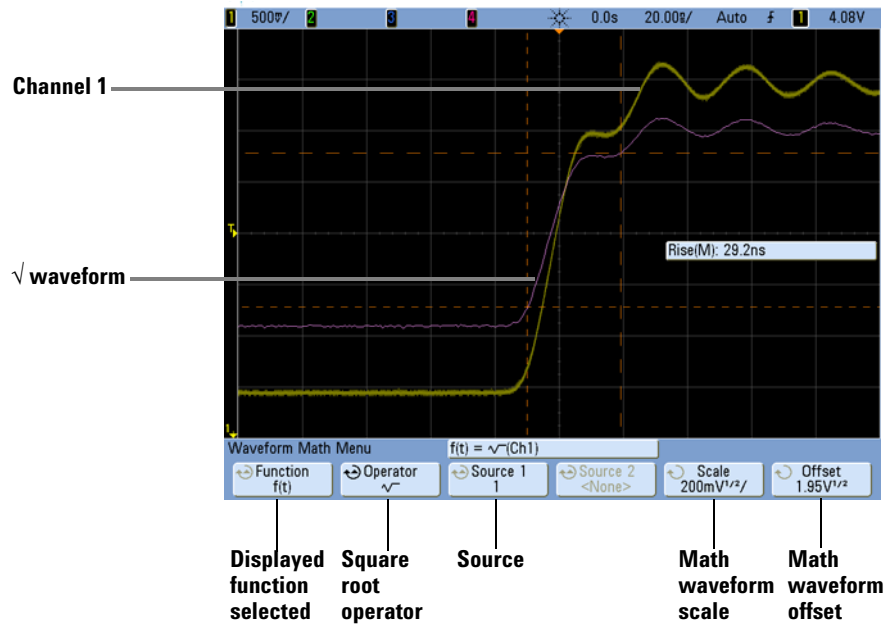 1 500▽/ 2 3 4 0.0s 20.00▽/ Auto 1 4.08V
Channel 1
T
Rise(M): 29.2ns
√ waveform
1
Waveform Math Menu f(t) = √(Ch1)
Function Operator Source 1 Source 2 Scale Offset
f(t) √ 1 <None> 200mV¹/²/ 1.95V¹/²
Displayed Square Source Math Math
function root waveform waveform
selected operator scale offset